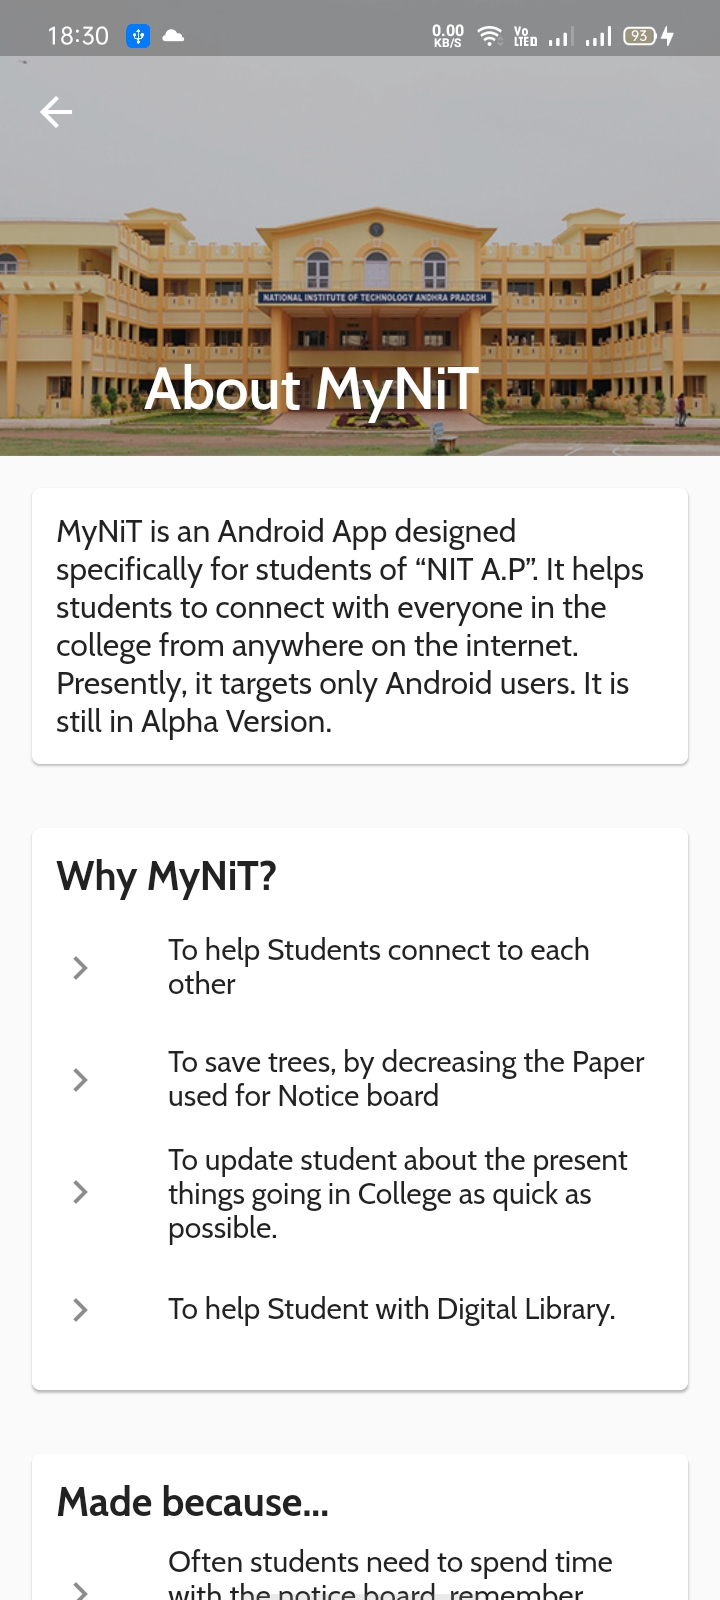 18:30
0.00
KB/S
Vo
LTE
93
NATIONAL INSTITUTE OF TECHNOLOGY ANDHRA PRADESH
About MyNiT
MyNiT is an Android App designed
specifically for students of “NIT A.P”. It helps
students to connect with everyone in the
college from anywhere on the internet.
Presently, it targets only Android users. It is
still in Alpha Version.
Why MyNiT?
To help Students connect to each
other
To save trees, by decreasing the Paper
used for Notice board
To update student about the present
things going in College as quick as
possible.
To help Student with Digital Library.
Made because...
Often students need to spend time
with the notice board, remember